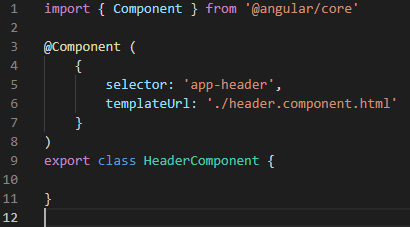 1 import { Component } from '@angular/core'
2
3 @Component (
4     {
5         selector: 'app-header',
6         templateUrl: './header.component.html'
7     }
8 )
9 export class HeaderComponent {
10
11 }
12